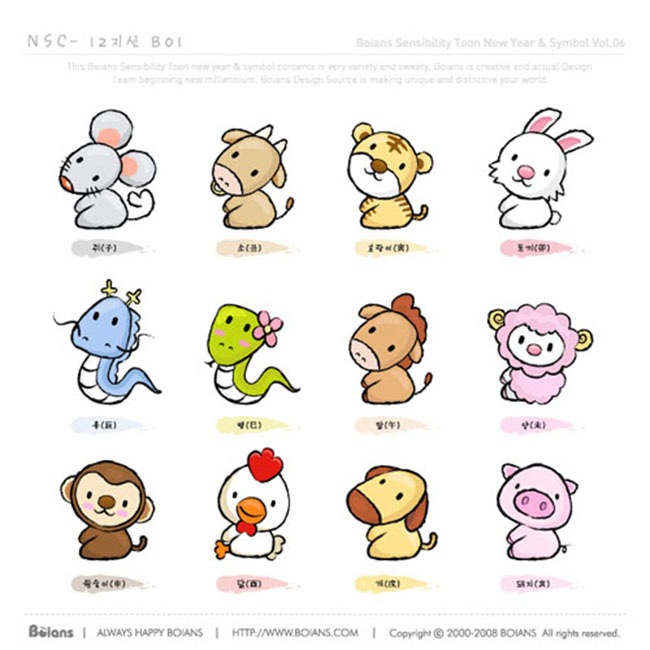 NSC- 12지신 B01
Boians Sensibility Toon New Year & Symbol Vol.06
This Boians Sensibility Toon new year & symbol contents is very variety and sweety. Boians is creative and actual Design
Team beginning new millennium. Boians Design Source is making unique and distinctive your world.
쥐(子) 소(丑) 호랑이(寅) 토끼(卯)
용(辰) 뱀(巳) 말(午) 양(未)
원숭이(申) 닭(酉) 개(戌) 돼지(亥)
Boians | ALWAYS HAPPY BOIANS | HTTP://WWW.BOIANS.COM | Copyright © 2000-2008 BOIANS All rights reserved.